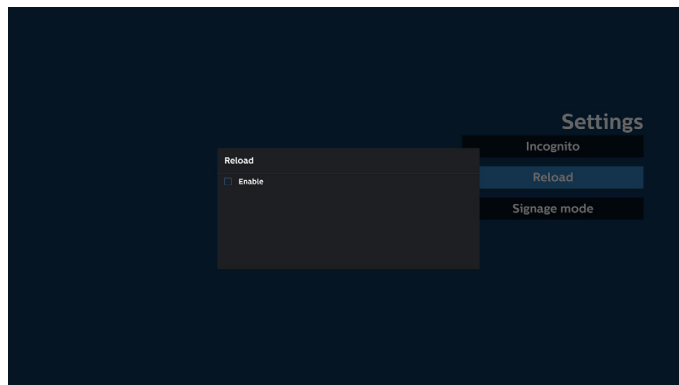 Settings
Incognito
Reload
Signage mode
Reload
Enable